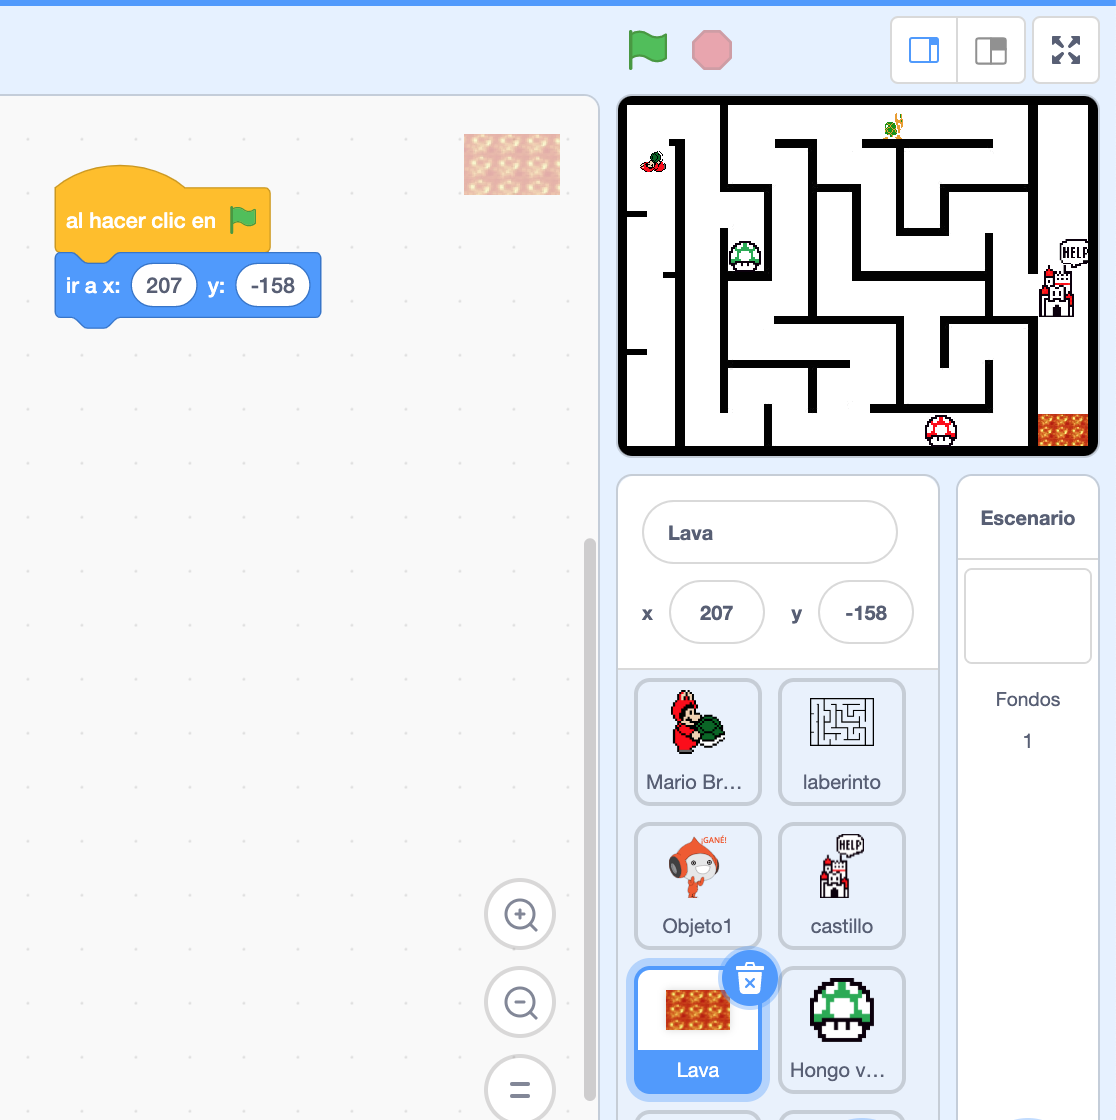 al hacer clic en
ir a x: 207 y: -158
HELP
Lava
x 207 y -158
Escenario
Fondos
1
Mario Br...
laberinto
¡GANÉ!
Objeto1
HELP
castillo
Lava
Hongo v...